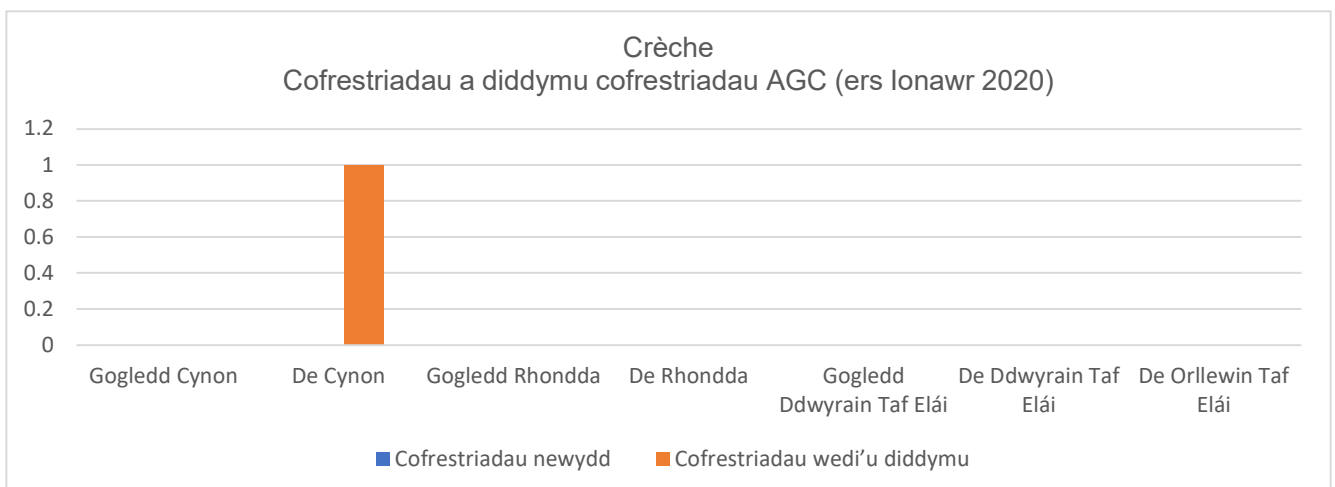 Crèche
Cofrestriadau a diddymu cofrestriadau AGC (ers Ionawr 2020)
1.2
1
0.8
0.6
0.4
0.2
0
Gogledd Cynon
De Cynon
Gogledd Rhondda
De Rhondda
Gogledd
Ddwyrain Taf Elái
De Ddwyrain Taf
Elái
De Orllewin Taf
Elái
Cofrestriadau newydd
Cofrestriadau wedi’u diddymu